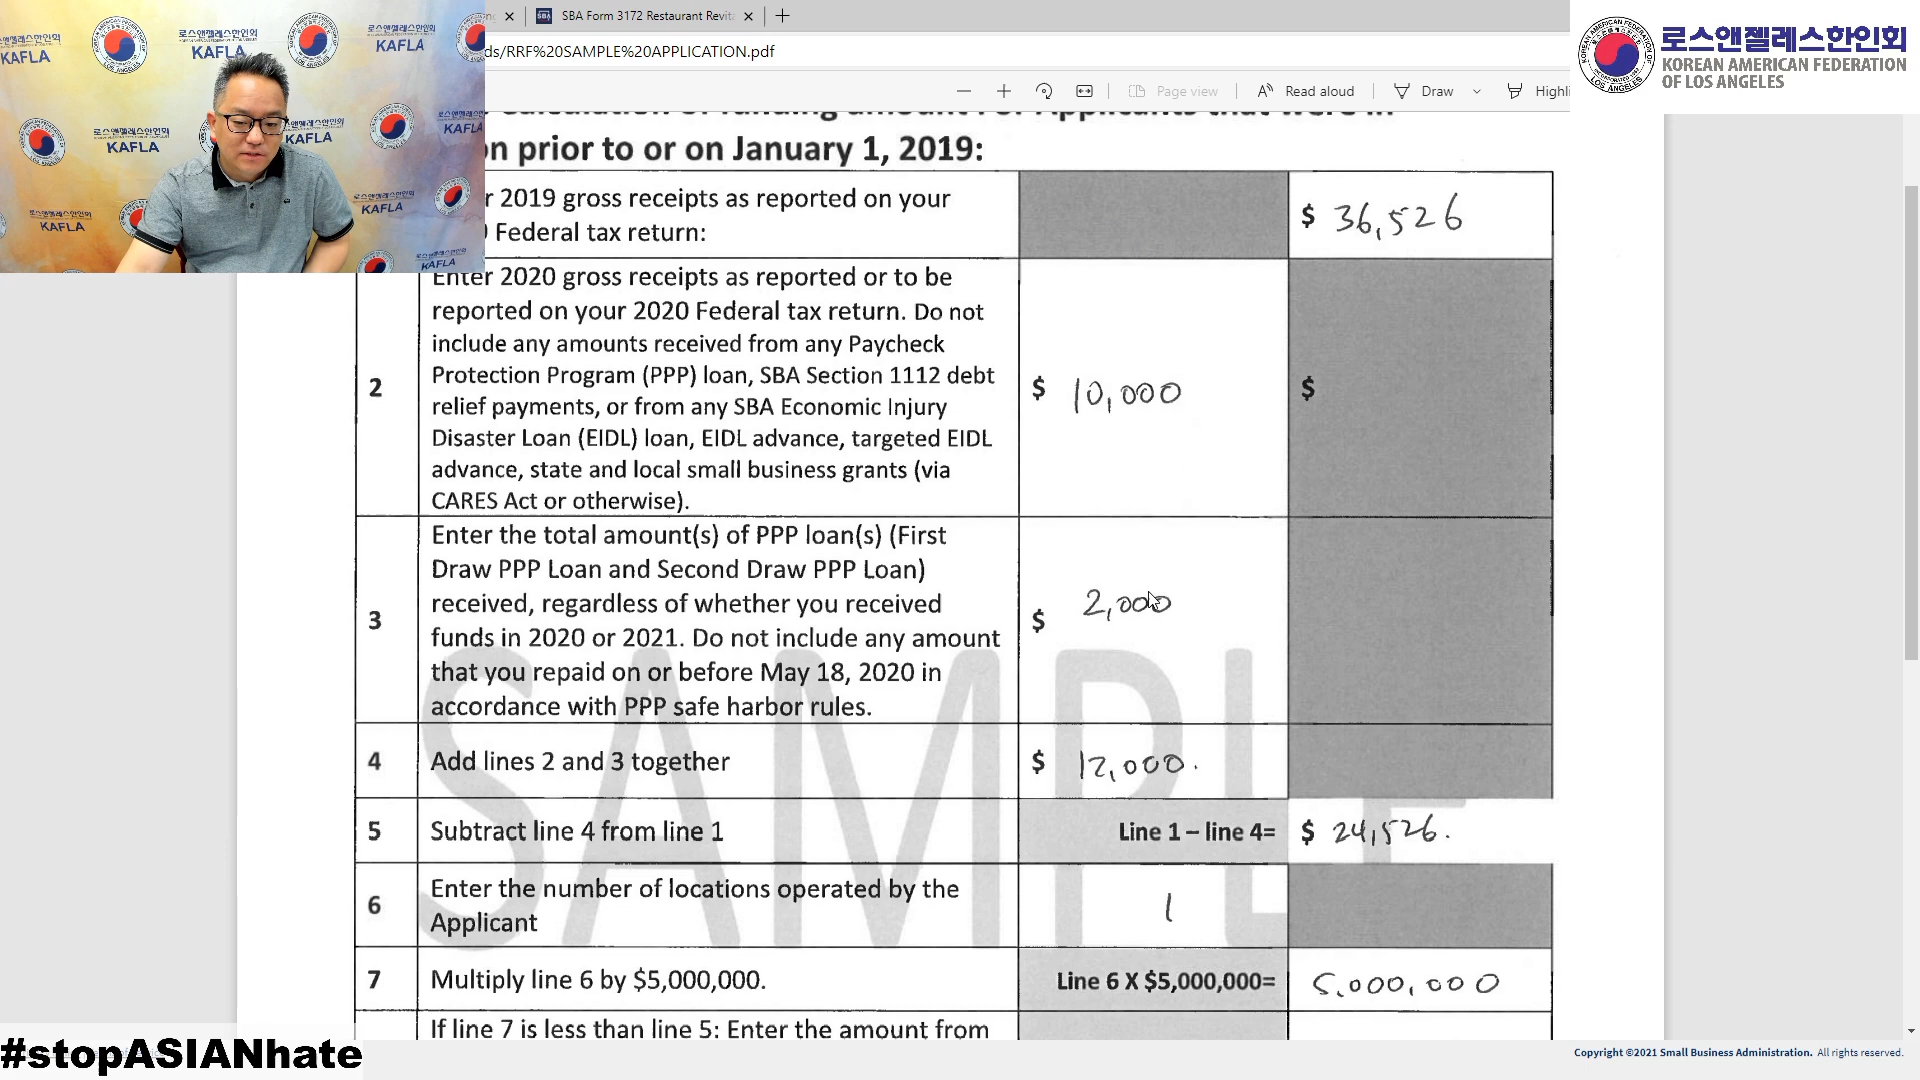 SBA Form 3172 Restaurant Revit
ds/RRF%20SAMPLE%20APPLICATION.pdf
Page view
Read aloud
Draw
Highli
로스앤젤레스한인회
KOREAN AMERICAN FEDERATION
OF LOS ANGELES
로스앤젤레스한인회
KAFLA
on prior to or on January 1, 2019:
r 2019 gross receipts as reported on your
Federal tax return:
$ 36,526
2
Enter 2020 gross receipts as reported or to be
reported on your 2020 Federal tax return. Do not
include any amounts received from any Paycheck
Protection Program (PPP) loan, SBA Section 1112 debt
relief payments, or from any SBA Economic Injury
Disaster Loan (EIDL) loan, EIDL advance, targeted EIDL
advance, state and local small business grants (via
CARES Act or otherwise).
$ 10,000
$
3
Enter the total amount(s) of PPP loan(s) (First
Draw PPP Loan and Second Draw PPP Loan)
received, regardless of whether you received
funds in 2020 or 2021. Do not include any amount
that you repaid on or before May 18, 2020 in
accordance with PPP safe harbor rules.
$ 2,000
SAMPLE
4
Add lines 2 and 3 together
$ 12,000.
5
Subtract line 4 from line 1
Line 1 – line 4=
$ 24,526.
6
Enter the number of locations operated by the
Applicant
1
7
Multiply line 6 by $5,000,000.
Line 6 X $5,000,000=
5,000,000
If line 7 is less than line 5: Enter the amount from
#stopASIANhate
Copyright ©2021 Small Business Administration. All rights reserved.